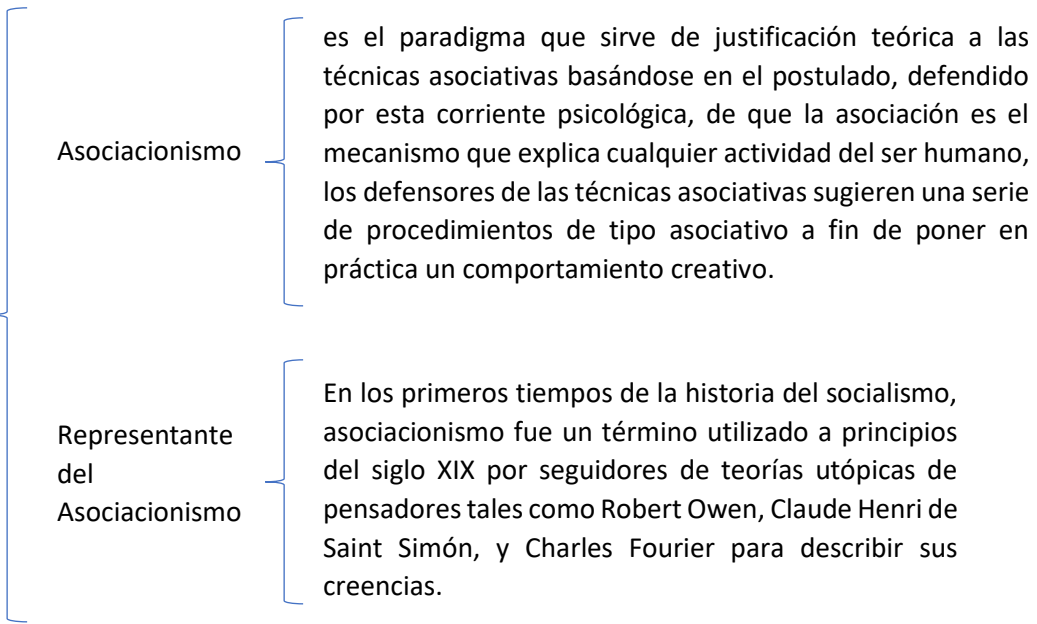 Asociacionismo
es el paradigma que sirve de justificación teórica a las
técnicas asociativas basándose en el postulado, defendido
por esta corriente psicológica, de que la asociación es el
mecanismo que explica cualquier actividad del ser humano,
los defensores de las técnicas asociativas sugieren una serie
de procedimientos de tipo asociativo a fin de poner en
práctica un comportamiento creativo.
Representante
del
Asociacionismo
En los primeros tiempos de la historia del socialismo,
asociacionismo fue un término utilizado a principios
del siglo XIX por seguidores de teorías utópicas de
pensadores tales como Robert Owen, Claude Henri de
Saint Simón, y Charles Fourier para describir sus
creencias.